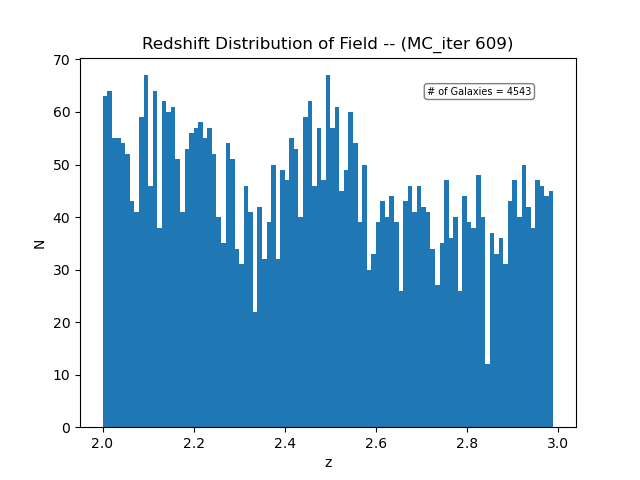 Redshift Distribution of Field -- (MC_iter 609)
# of Galaxies = 4543
70
60
50
40
30
20
10
0
N
2.0 2.2 2.4 2.6 2.8 3.0
z